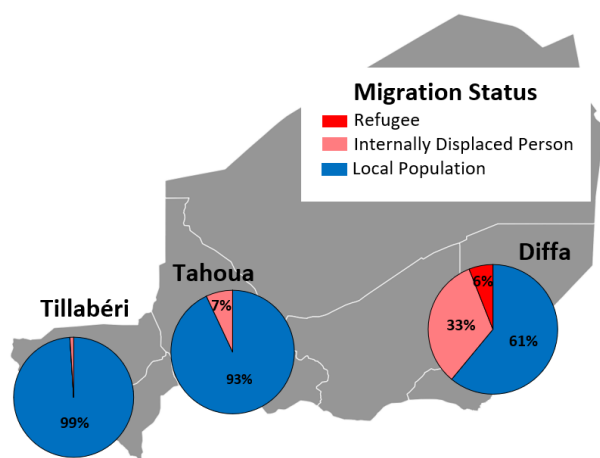 Migration Status
Refugee
Internally Displaced Person
Local Population
Diffa
6%
33%
61%
Tahoua
7%
93%
Tillabéri
99%